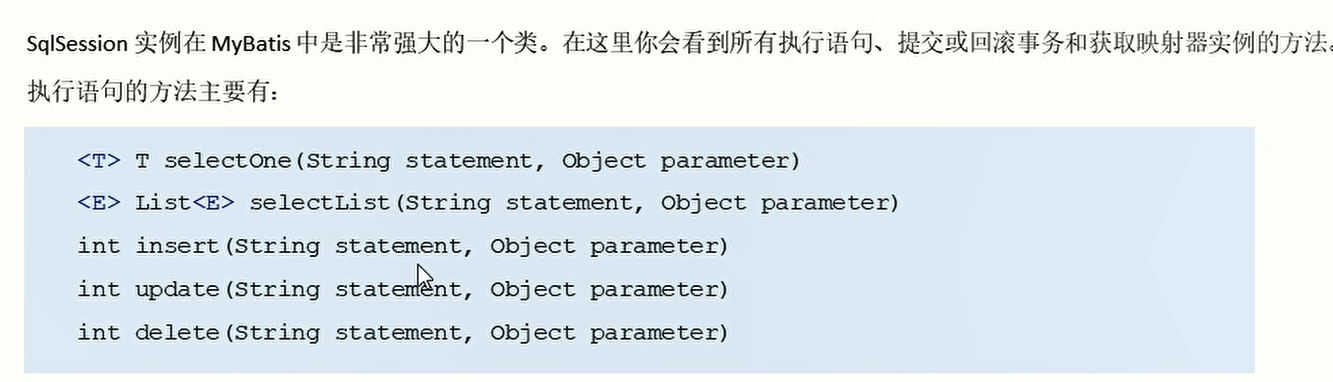 SqlSession 实例在 MyBatis 中是非常强大的一个类。在这里你会看到所有执行语句、提交或回滚事务和获取映射器实例的方法。
执行语句的方法主要有：
<T> T selectOne(String statement, Object parameter)
<E> List<E> selectList(String statement, Object parameter)
int insert(String statement, Object parameter)
int update(String statement, Object parameter)
int delete(String statement, Object parameter)